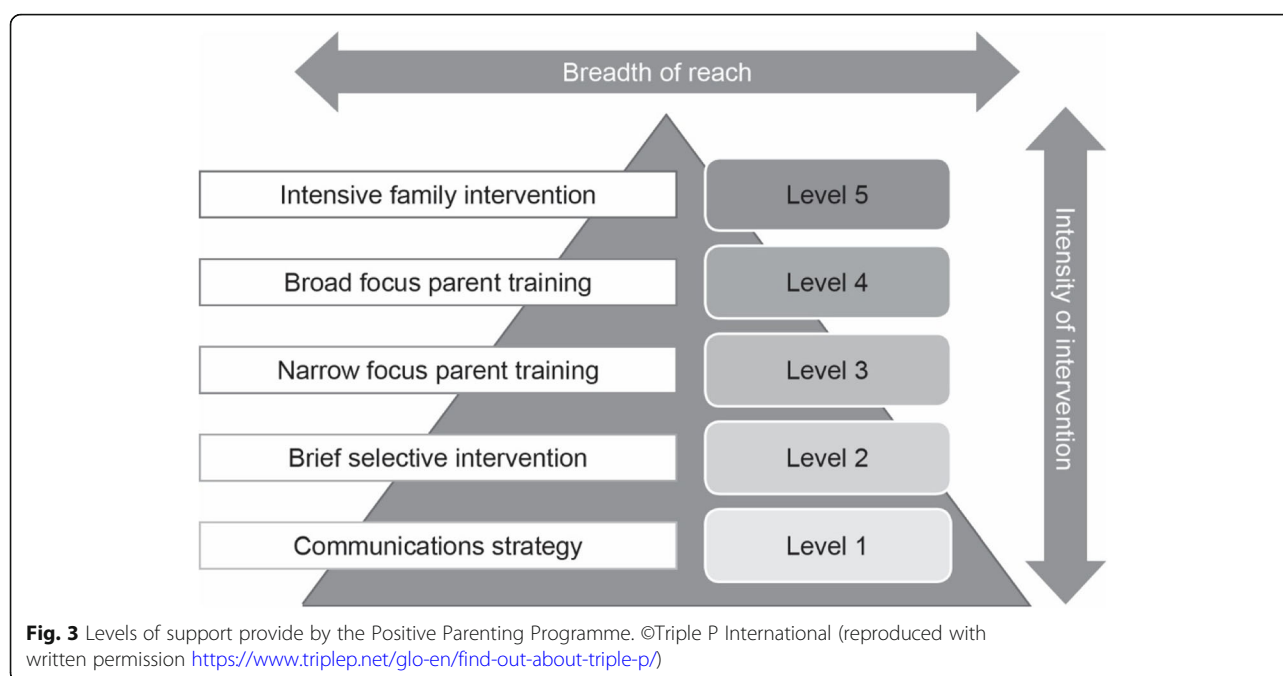 Breadth of reach
Intensive family intervention
Level 5
Broad focus parent training
Level 4
Narrow focus parent training
Level 3
Brief selective intervention
Level 2
Communications strategy
Level 1
Intensity of intervention
Fig. 3 Levels of support provide by the Positive Parenting Programme. ©Triple P International (reproduced with
written permission https://www.triplep.net/glo-en/find-out-about-triple-p/)